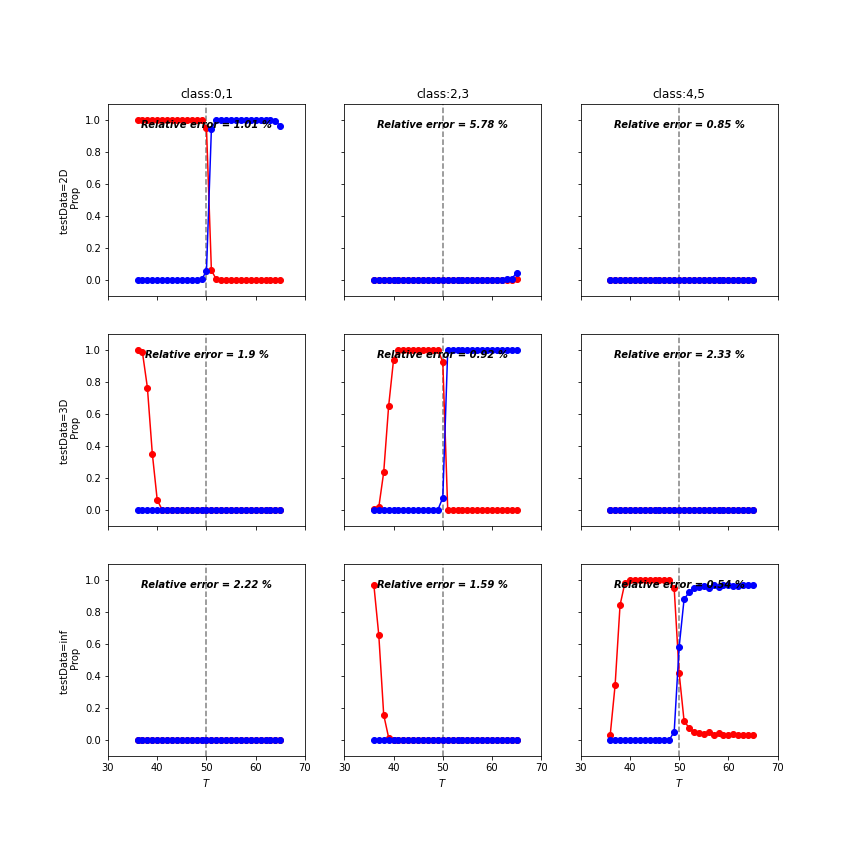 class:0,1 class:2,3 class:4,5
1.0 Relative error = 1.01 % Relative error = 5.78 % Relative error = 0.85 %
0.8
testData=2D
Prop
0.6
0.4
0.2
0.0
1.0 Relative error = 1.9 % Relative error = 0.92 % Relative error = 2.33 %
0.8
testData=3D
Prop
0.6
0.4
0.2
0.0
1.0 Relative error = 2.22 % Relative error = 1.59 % Relative error = 0.54 %
0.8
testData=inf
Prop
0.6
0.4
0.2
0.0
30 40 50 60 70 30 40 50 60 70 30 40 50 60 70
T T T